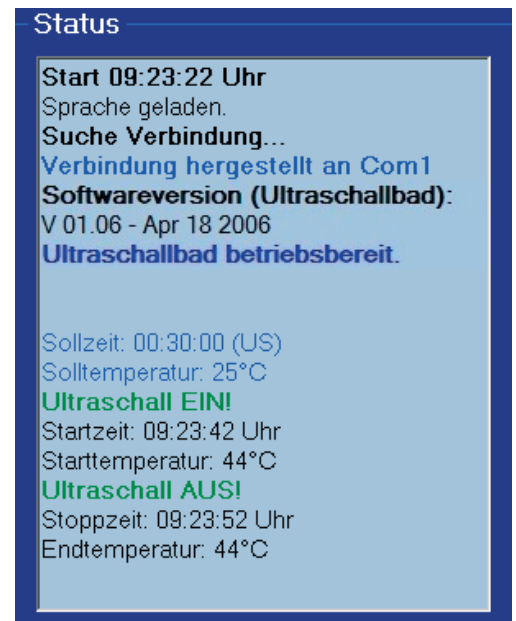 Status
Start 09:23:22 Uhr
Sprache geladen.
Suche Verbindung...
Verbindung hergestellt an Com1
Softwareversion (Ultraschallbad):
V 01.06 - Apr 18 2006
Ultraschallbad betriebsbereit.
Sollzeit: 00:30:00 (US)
Solltemperatur: 25°C
Ultraschall EIN!
Startzeit: 09:23:42 Uhr
Starttemperatur: 44°C
Ultraschall AUS!
Stoppzeit: 09:23:52 Uhr
Endtemperatur: 44°C